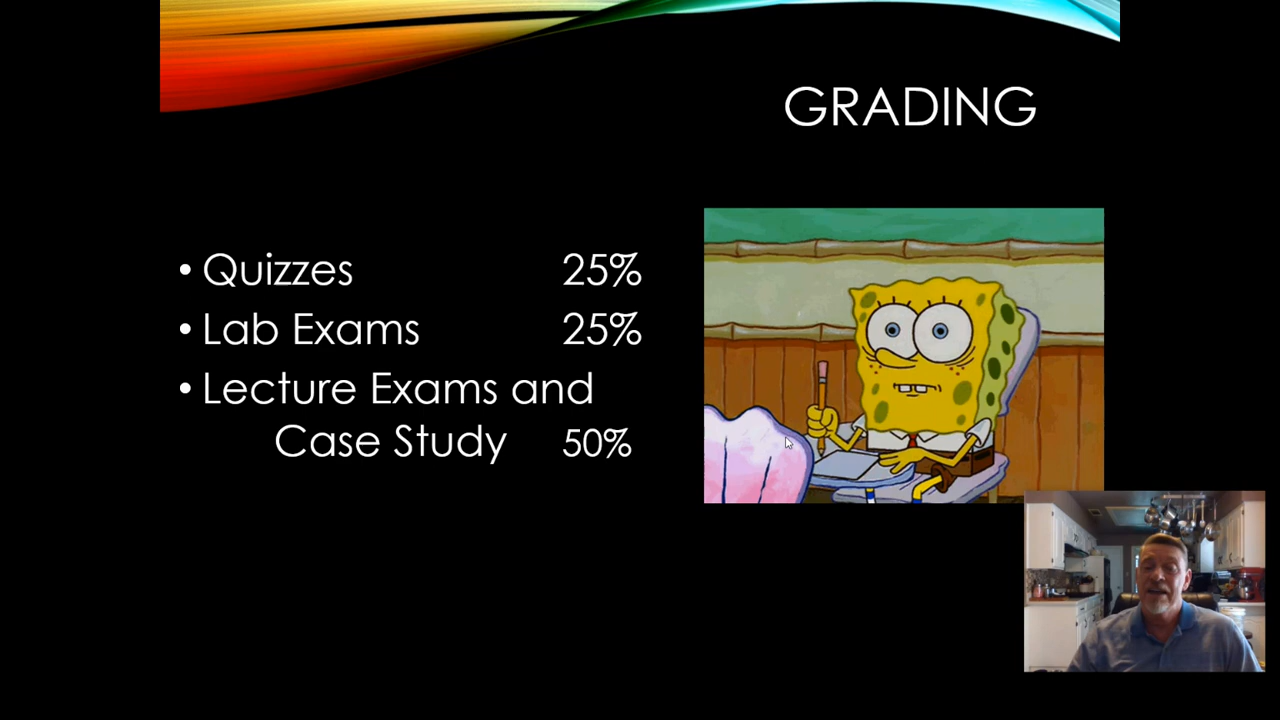 GRADING
• Quizzes 25%
• Lab Exams 25%
• Lecture Exams and
Case Study 50%